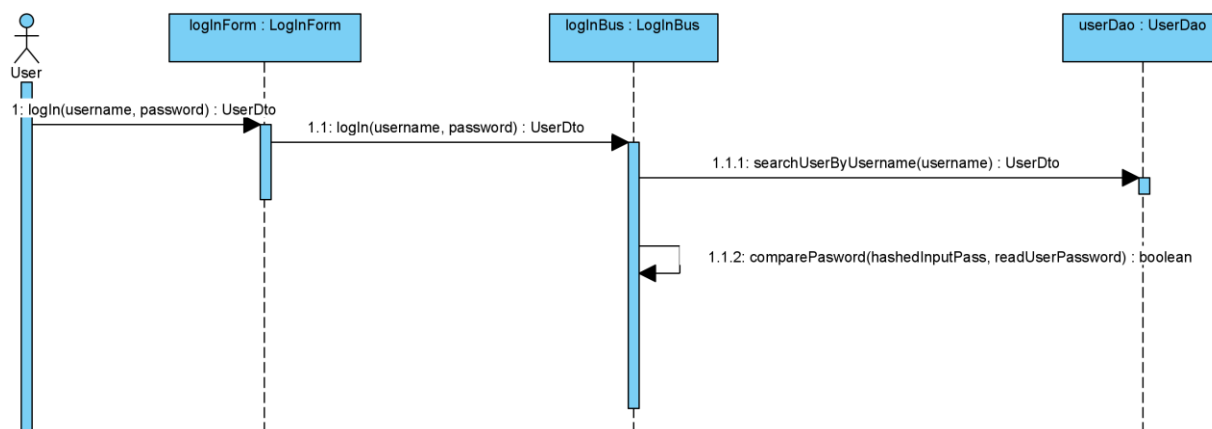 logInForm : LogInForm
logInBus : LogInBus
userDao : UserDao
User
1: logIn(username, password) : UserDto
1.1: logIn(username, password) : UserDto
1.1.1: searchUserByUsername(username) : UserDto
1.1.2: comparePasword(hashedInputPass, readUserPassword) : boolean